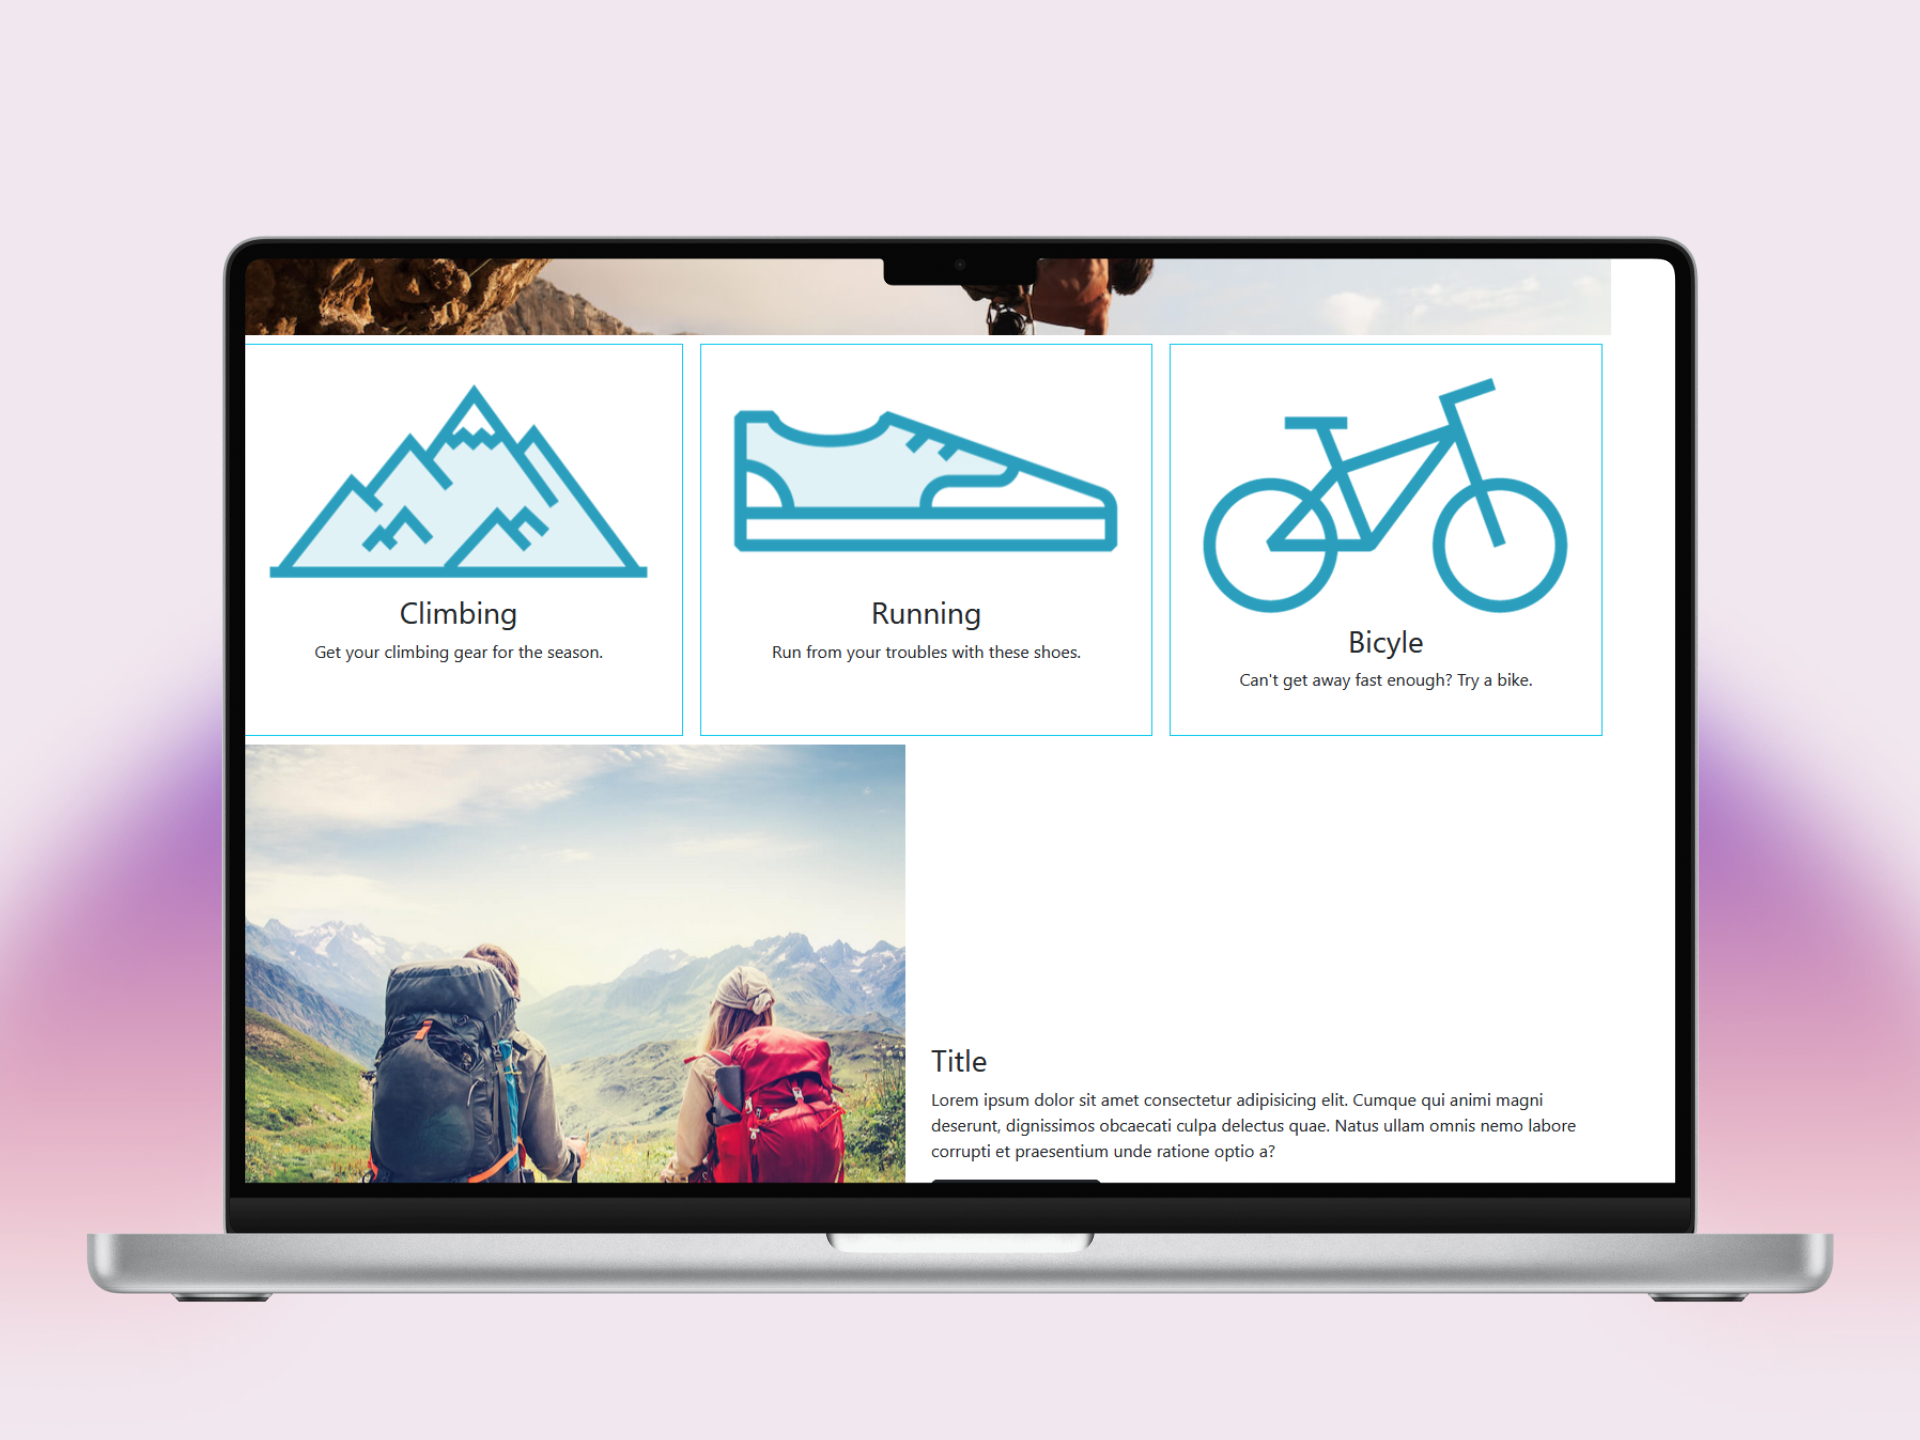 Climbing
Get your climbing gear for the season.
Running
Run from your troubles with these shoes.
Bicyle
Can't get away fast enough? Try a bike.
Title
Lorem ipsum dolor sit amet consectetur adipisicing elit. Cumque qui animi magni
deserunt, dignissimos obcaecati culpa delectus quae. Natus ullam omnis nemo labore
corrupti et praesentium unde ratione optio a?